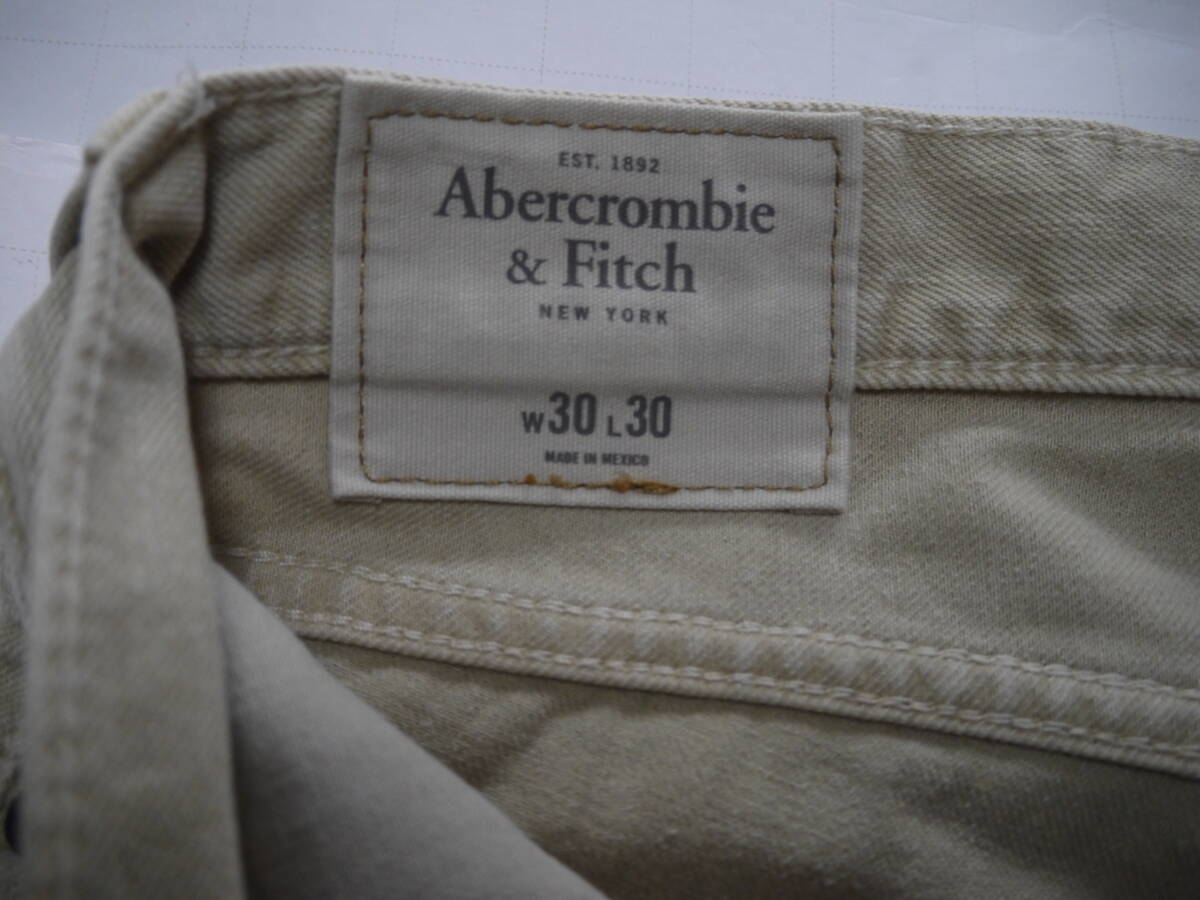 EST. 1892
Abercrombie
& Fitch
NEW YORK
W30 L30
MADE IN MEXICO